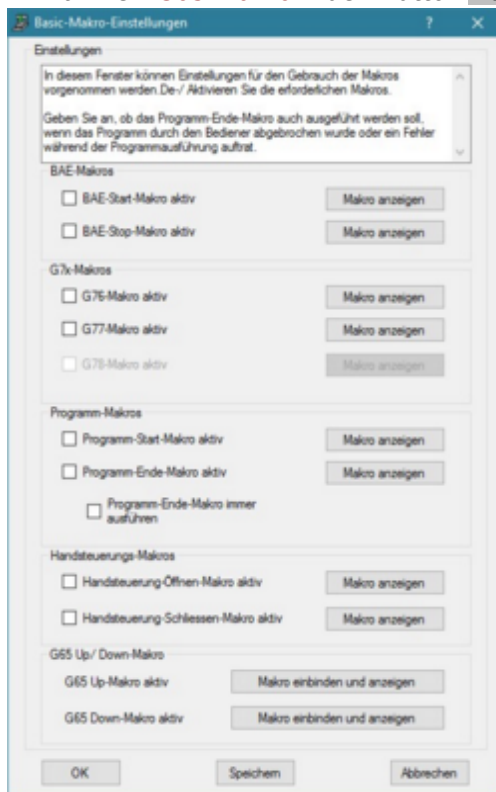 Basic-Makro-Einstellungen ? ×
Einstellungen
In diesem Fenster können Einstellungen für den Gebrauch der Makros
vorgenommen werden.De-/ Aktivieren Sie die erforderlichen Makros.
Geben Sie an, ob das Programm-Ende-Makro auch ausgeführt werden soll,
wenn das Programm durch den Bediener abgebrochen wurde oder ein Fehler
während der Programmausführung auftrat.
BAE-Makros
BAE-Start-Makro aktiv Makro anzeigen
BAE-Stop-Makro aktiv Makro anzeigen
G7x-Makros
G76-Makro aktiv Makro anzeigen
G77-Makro aktiv Makro anzeigen
G78-Makro aktiv Makro anzeigen
Programm-Makros
Programm-Start-Makro aktiv Makro anzeigen
Programm-Ende-Makro aktiv Makro anzeigen
Programm-Ende-Makro immer
ausführen
Handsteuerungs-Makros
Handsteuerung-Öffnen-Makro aktiv Makro anzeigen
Handsteuerung-Schliessen-Makro aktiv Makro anzeigen
G65 Up/ Down-Makro
G65 Up-Makro aktiv Makro einbinden und anzeigen
G65 Down-Makro aktiv Makro einbinden und anzeigen
OK Speichern Abbrechen